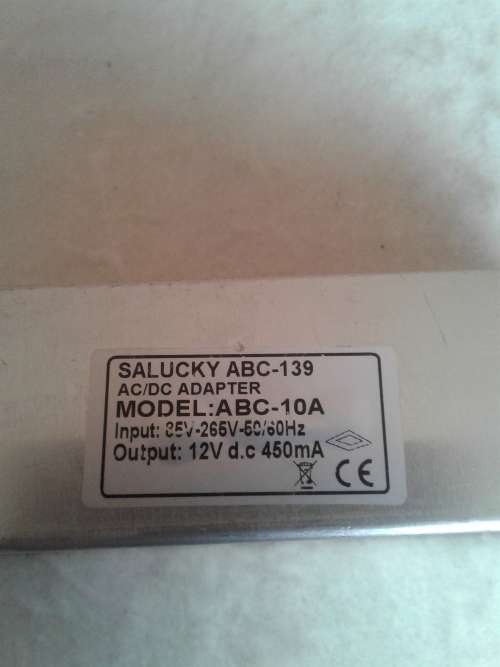 SALUCKY ABC-139
AC/DC ADAPTER
MODEL:ABC-10A
Input: 85V-265V-50/60Hz
Output: 12V d.c 450mA
CE